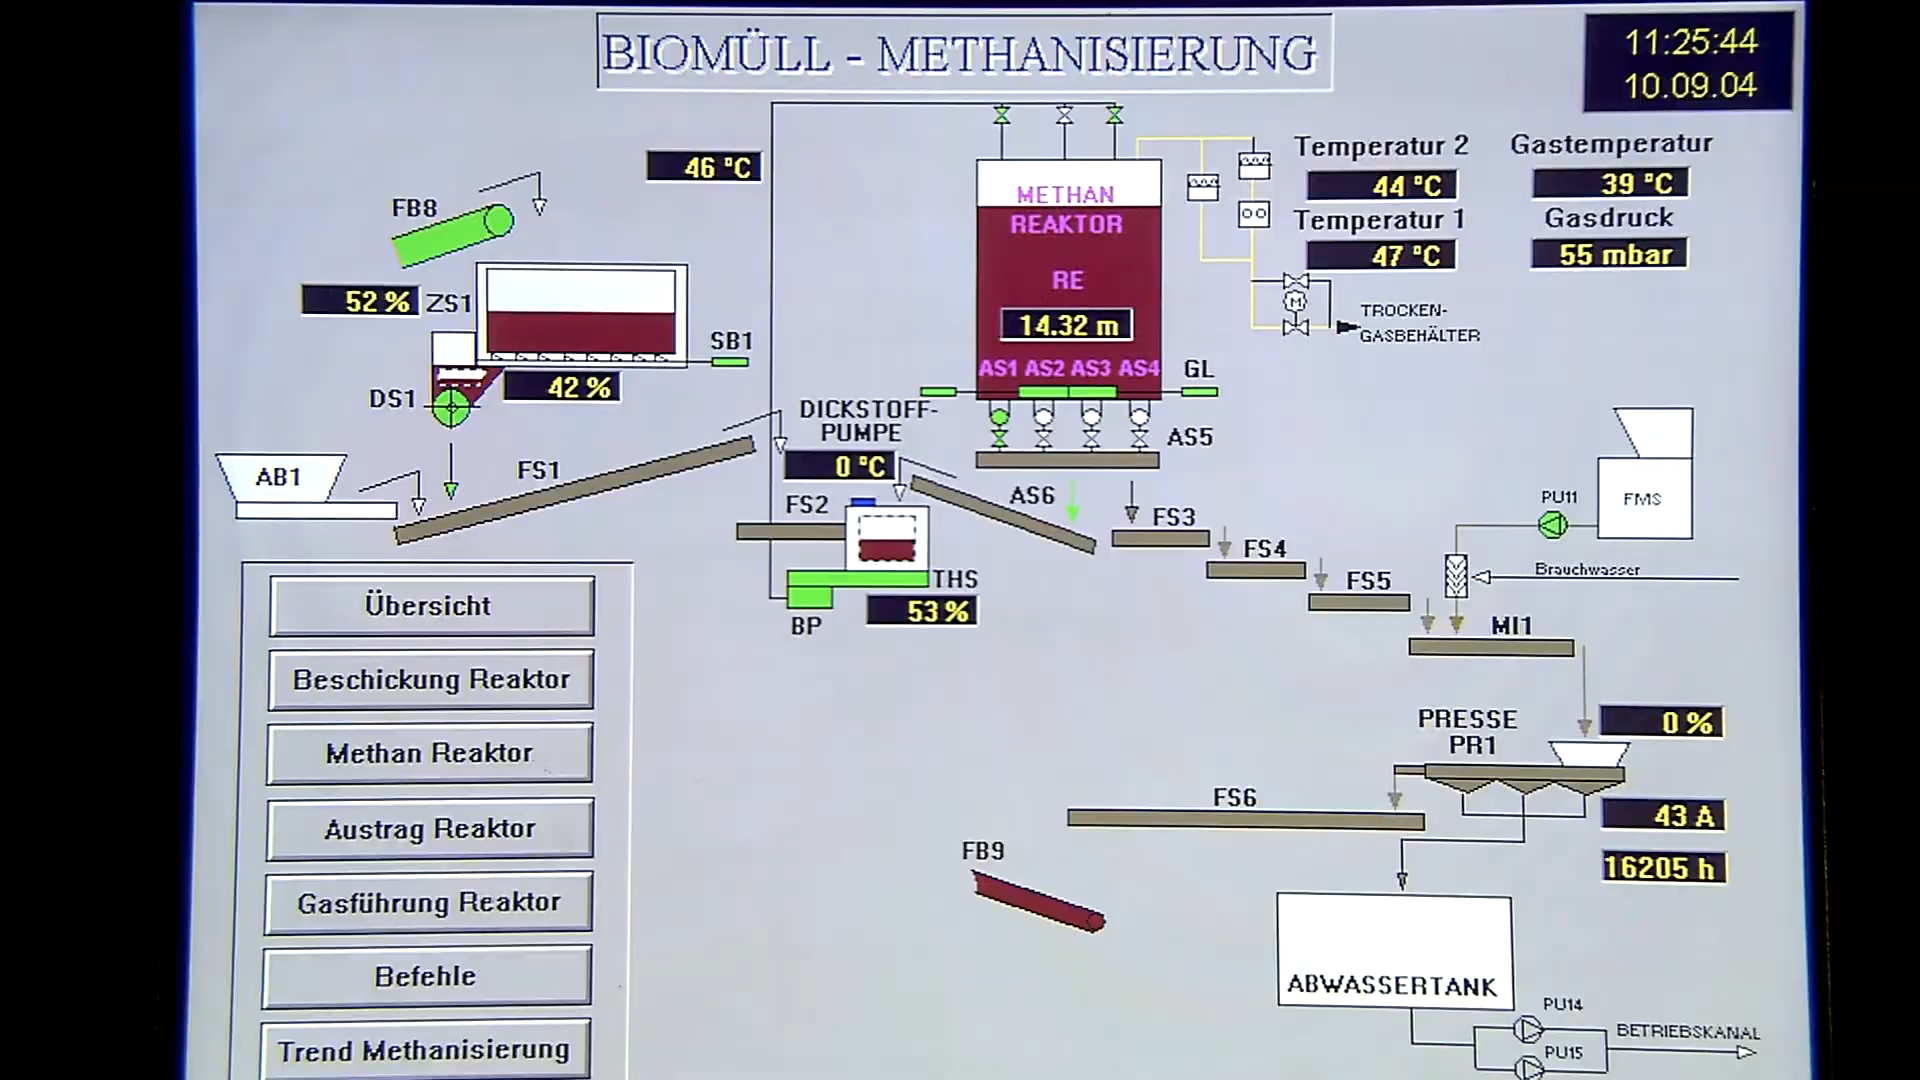 BIOMÜLL - METHANISIERUNG
11:25:44
10.09.04
46 °C
Temperatur 2
44 °C
Temperatur 1
47 °C
Gastemperatur
39 °C
Gasdruck
55 mbar
FB8
52 %
ZS1
SB1
42 %
DS1
METHAN
REAKTOR
RE
14.32 m
AS1 AS2 AS3 AS4
GL
M
TROCKEN-
GASBEHÄLTER
AB1
FS1
DICKSTOFF-
PUMPE
0 °C
FS2
AS5
AS6
FS3
FS4
FS5
PU11
FMS
Brauchwasser
MI1
THS
53 %
BP
PRESSE
PR1
0 %
43 A
16205 h
FS6
FB9
ABWASSERTANK
PU14
PU15
BETRIEBSKANAL
Übersicht
Beschickung Reaktor
Methan Reaktor
Austrag Reaktor
Gasführung Reaktor
Befehle
Trend Methanisierung